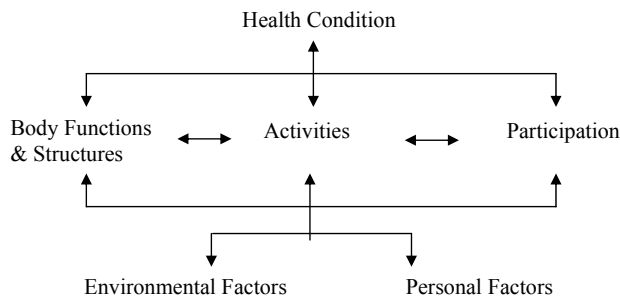 Health Condition
Body Functions
& Structures
Activities
Participation
Environmental Factors
Personal Factors